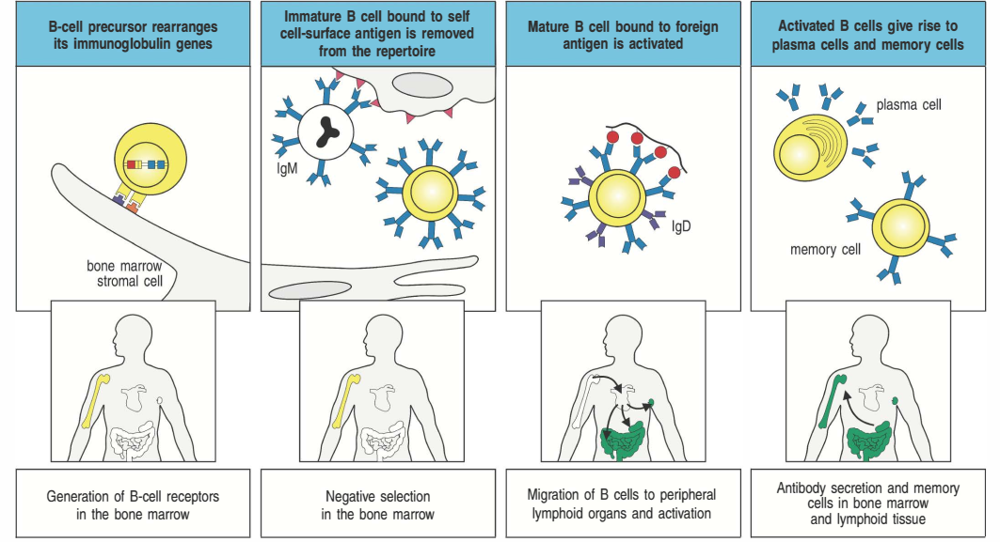 B-cell precursor rearranges
its immunoglobulin genes
Immature B cell bound to self
cell-surface antigen is removed
from the repertoire
Mature B cell bound to foreign
antigen is activated
Activated B cells give rise to
plasma cells and memory cells
bone marrow
stromal cell
IgM
IgD
plasma cell
memory cell
Generation of B-cell receptors
in the bone marrow
Negative selection
in the bone marrow
Migration of B cells to peripheral
lymphoid organs and activation
Antibody secretion and memory
cells in bone marrow
and lymphoid tissue